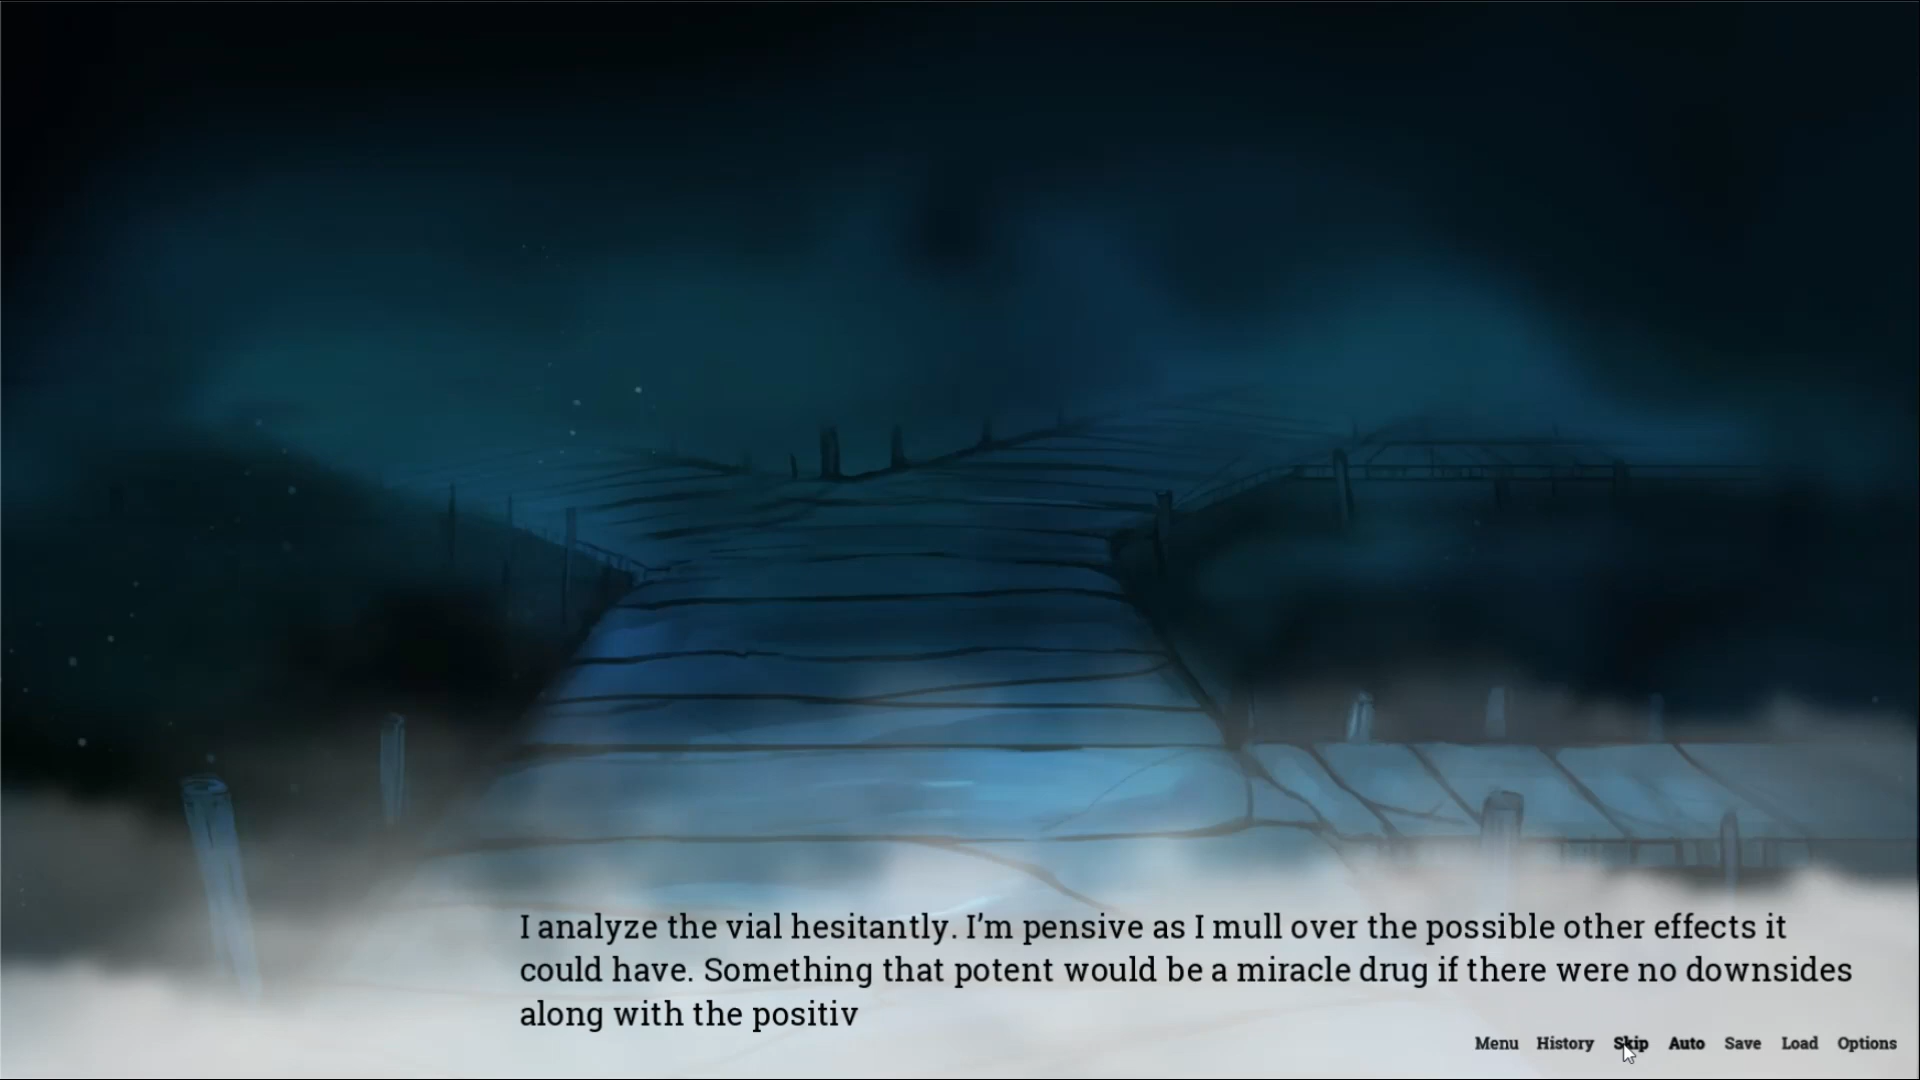 I analyze the vial hesitantly. I’m pensive as I mull over the possible other effects it
could have. Something that potent would be a miracle drug if there were no downsides
along with the positiv
Menu History Skip Auto Save Load Options